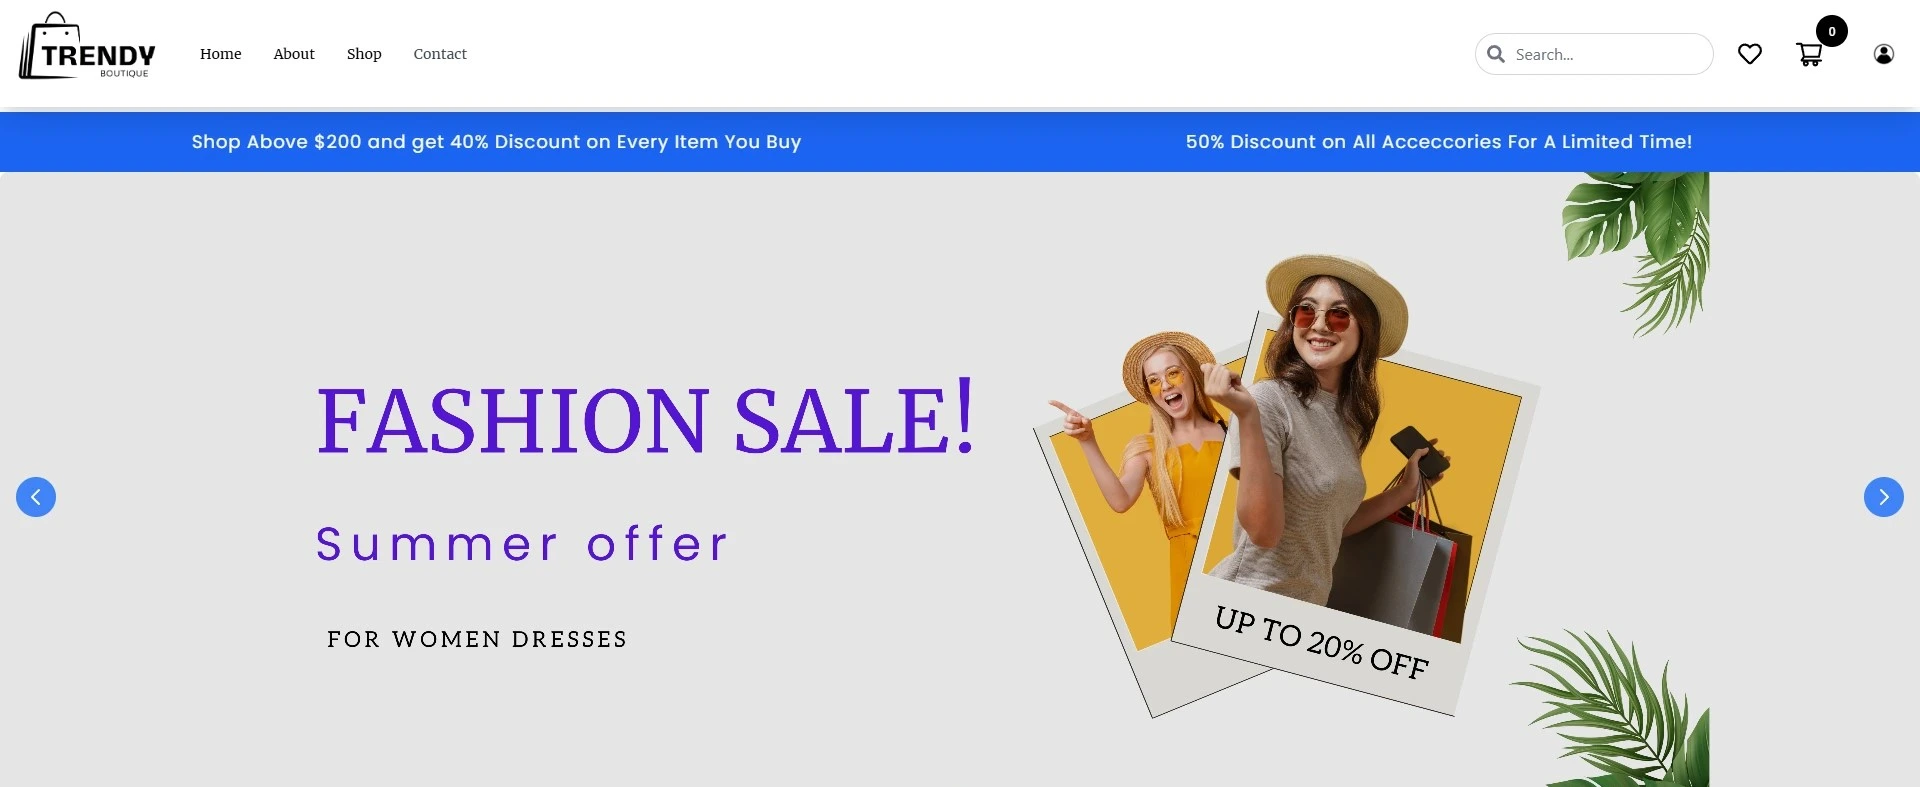 TRENDY
BOUTIQUE
Home
About
Shop
Contact
Search...
0
Shop Above $200 and get 40% Discount on Every Item You Buy
50% Discount on All Acceccories For A Limited Time!
FASHION SALE!
Summer offer
FOR WOMEN DRESSES
UP TO 20% OFF